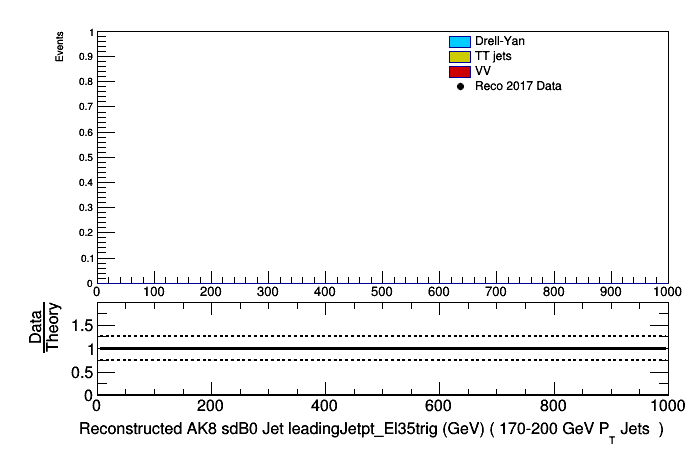 Events
1
0.9
0.8
0.7
0.6
0.5
0.4
0.3
0.2
0.1
0
Drell-Yan
TT jets
VV
Reco 2017 Data
0 100 200 300 400 500 600 700 800 900 1000
Data
Theory
1.5
1
0.5
0
0 200 400 600 800 1000
Reconstructed AK8 sdB0 Jet leadingJetpt_El35trig (GeV) ( 170-200 GeV P_T Jets )